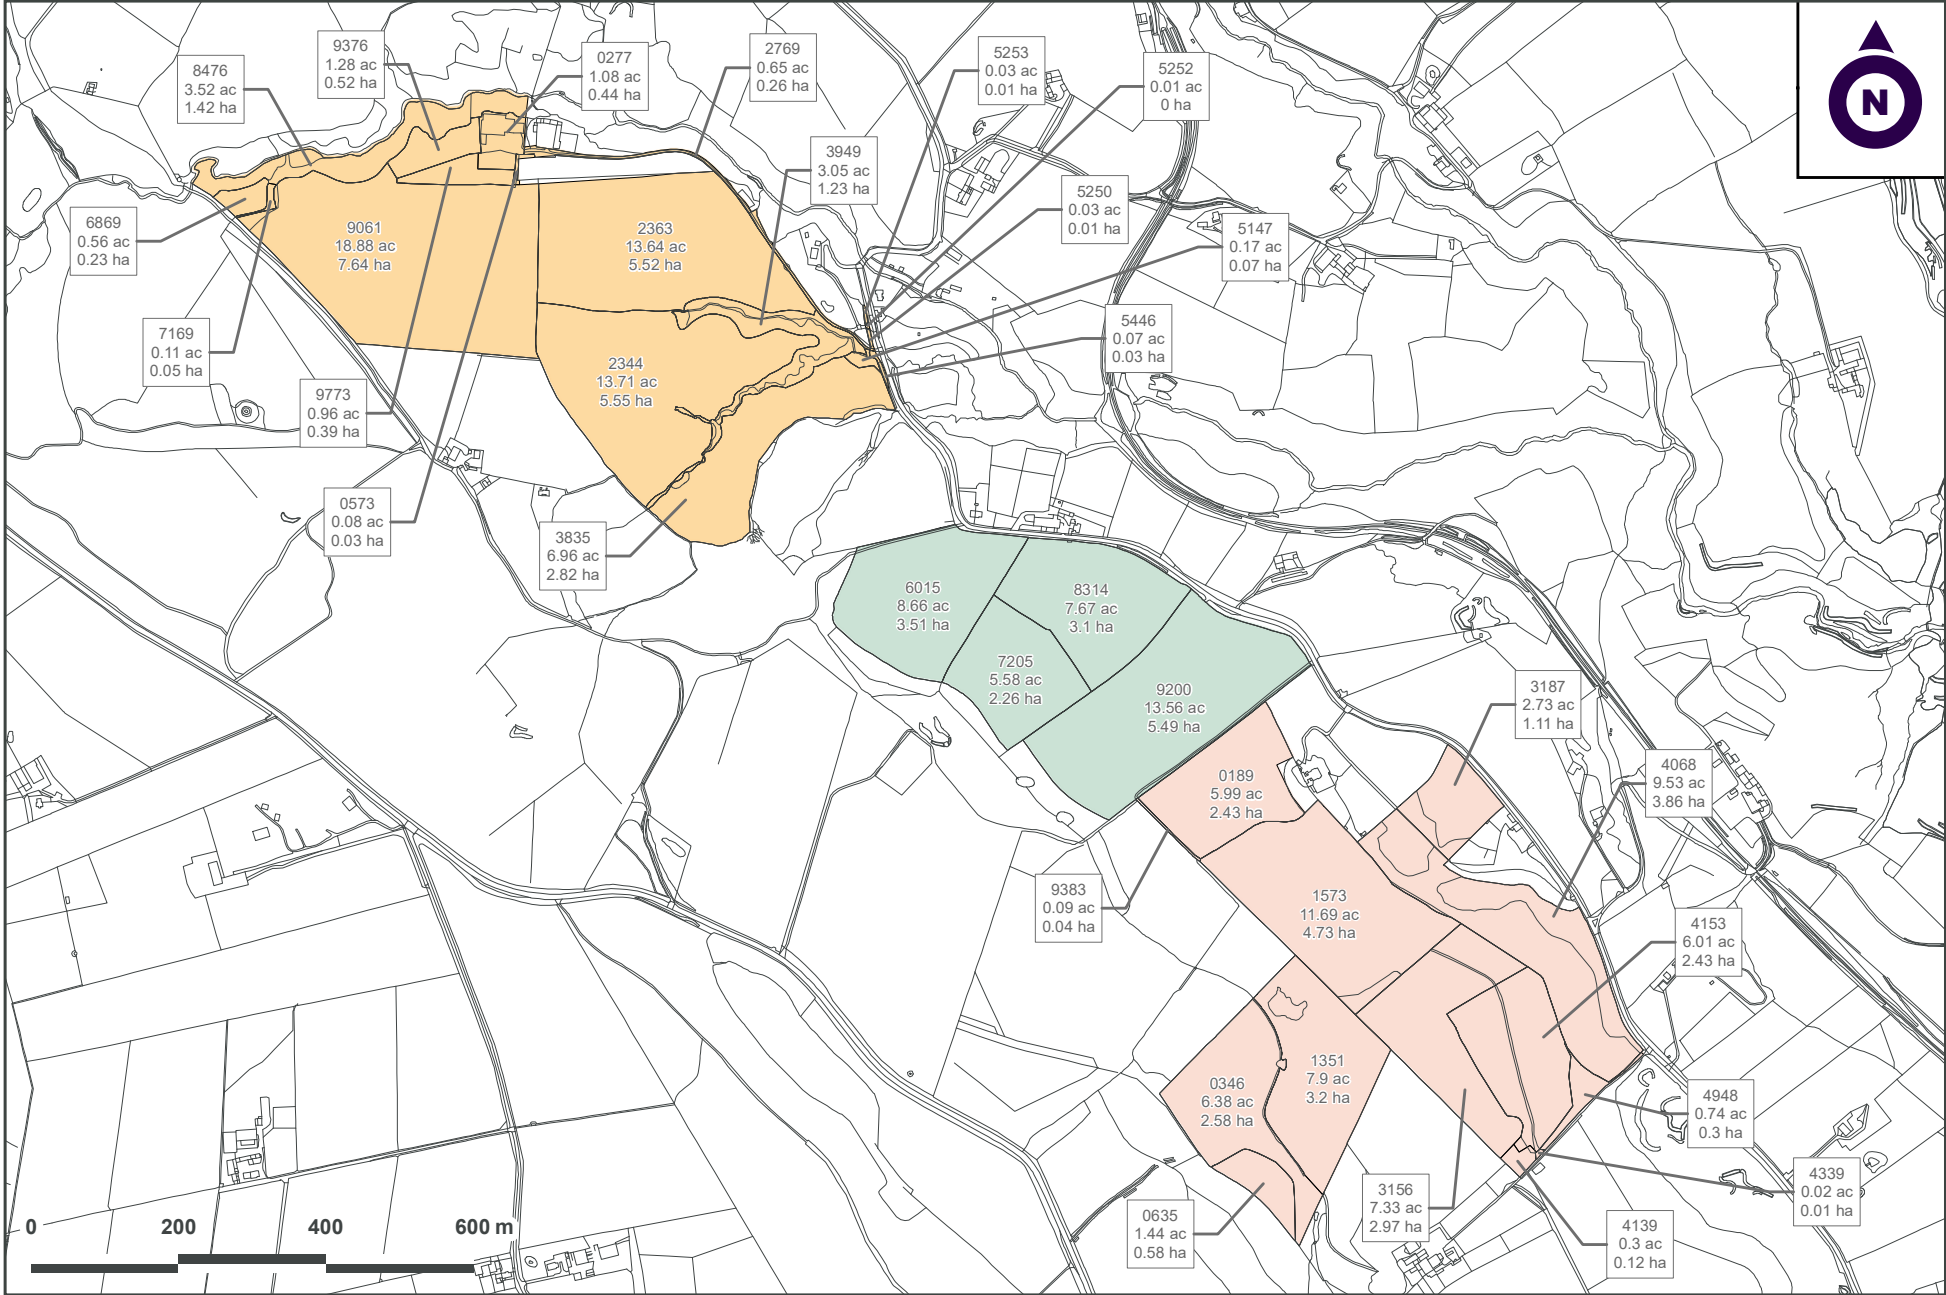 9376
1.28 ac
0.52 ha
0277
1.08 ac
0.44 ha
2769
0.65 ac
0.26 ha
5253
0.03 ac
0.01 ha
5252
0.01 ac
0 ha
N
8476
3.52 ac
1.42 ha
3949
3.05 ac
1.23 ha
5250
0.03 ac
0.01 ha
5147
0.17 ac
0.07 ha
6869
0.56 ac
0.23 ha
9061
18.88 ac
7.64 ha
2363
13.64 ac
5.52 ha
5446
0.07 ac
0.03 ha
7169
0.11 ac
0.05 ha
2344
13.71 ac
5.55 ha
9773
0.96 ac
0.39 ha
0573
0.08 ac
0.03 ha
3835
6.96 ac
2.82 ha
6015
8.66 ac
3.51 ha
8314
7.67 ac
3.1 ha
7205
5.58 ac
2.26 ha
9200
13.56 ac
5.49 ha
3187
2.73 ac
1.11 ha
4068
9.53 ac
3.86 ha
0189
5.99 ac
2.43 ha
9383
0.09 ac
0.04 ha
1573
11.69 ac
4.73 ha
4153
6.01 ac
2.43 ha
1351
7.9 ac
3.2 ha
0346
6.38 ac
2.58 ha
4948
0.74 ac
0.3 ha
4339
0.02 ac
0.01 ha
3156
7.33 ac
2.97 ha
0635
1.44 ac
0.58 ha
4139
0.3 ac
0.12 ha
0 200 400 600 m